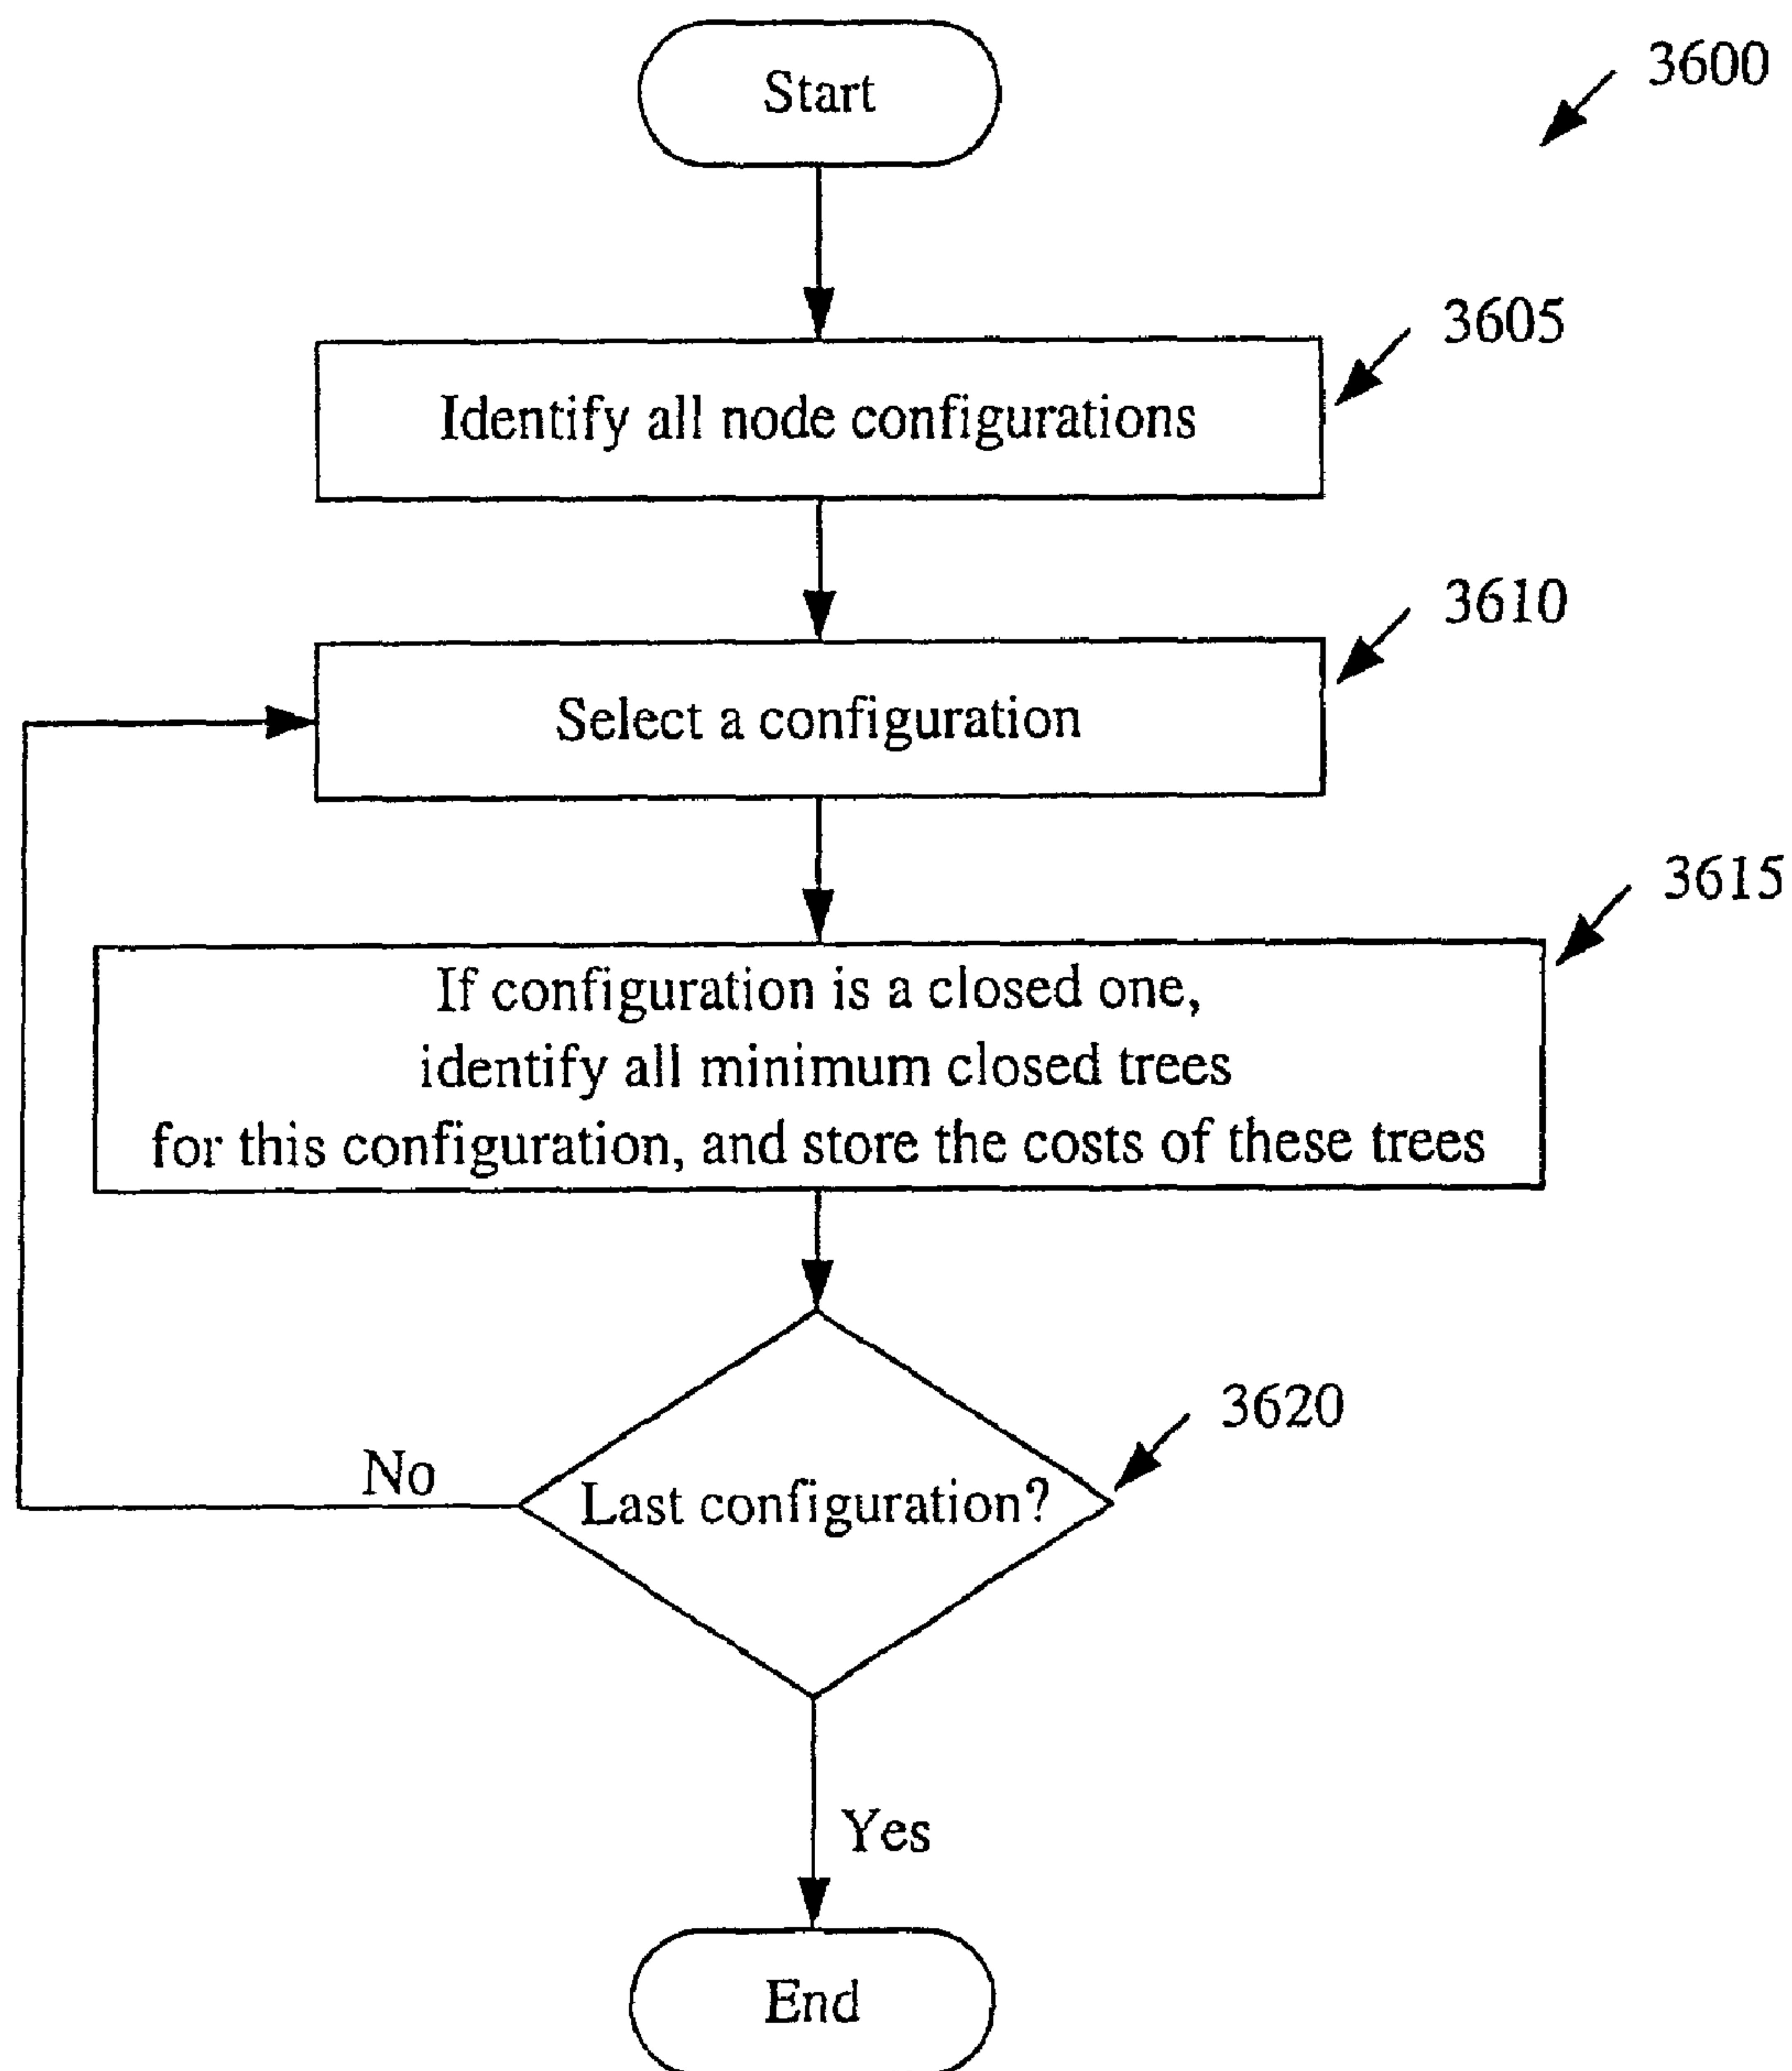 Start
3600
3605
Identify all node configurations
3610
Select a configuration
3615
If configuration is a closed one,
identify all minimum closed trees
for this configuration, and store the costs of these trees
3620
No
Last configuration?
Yes
End